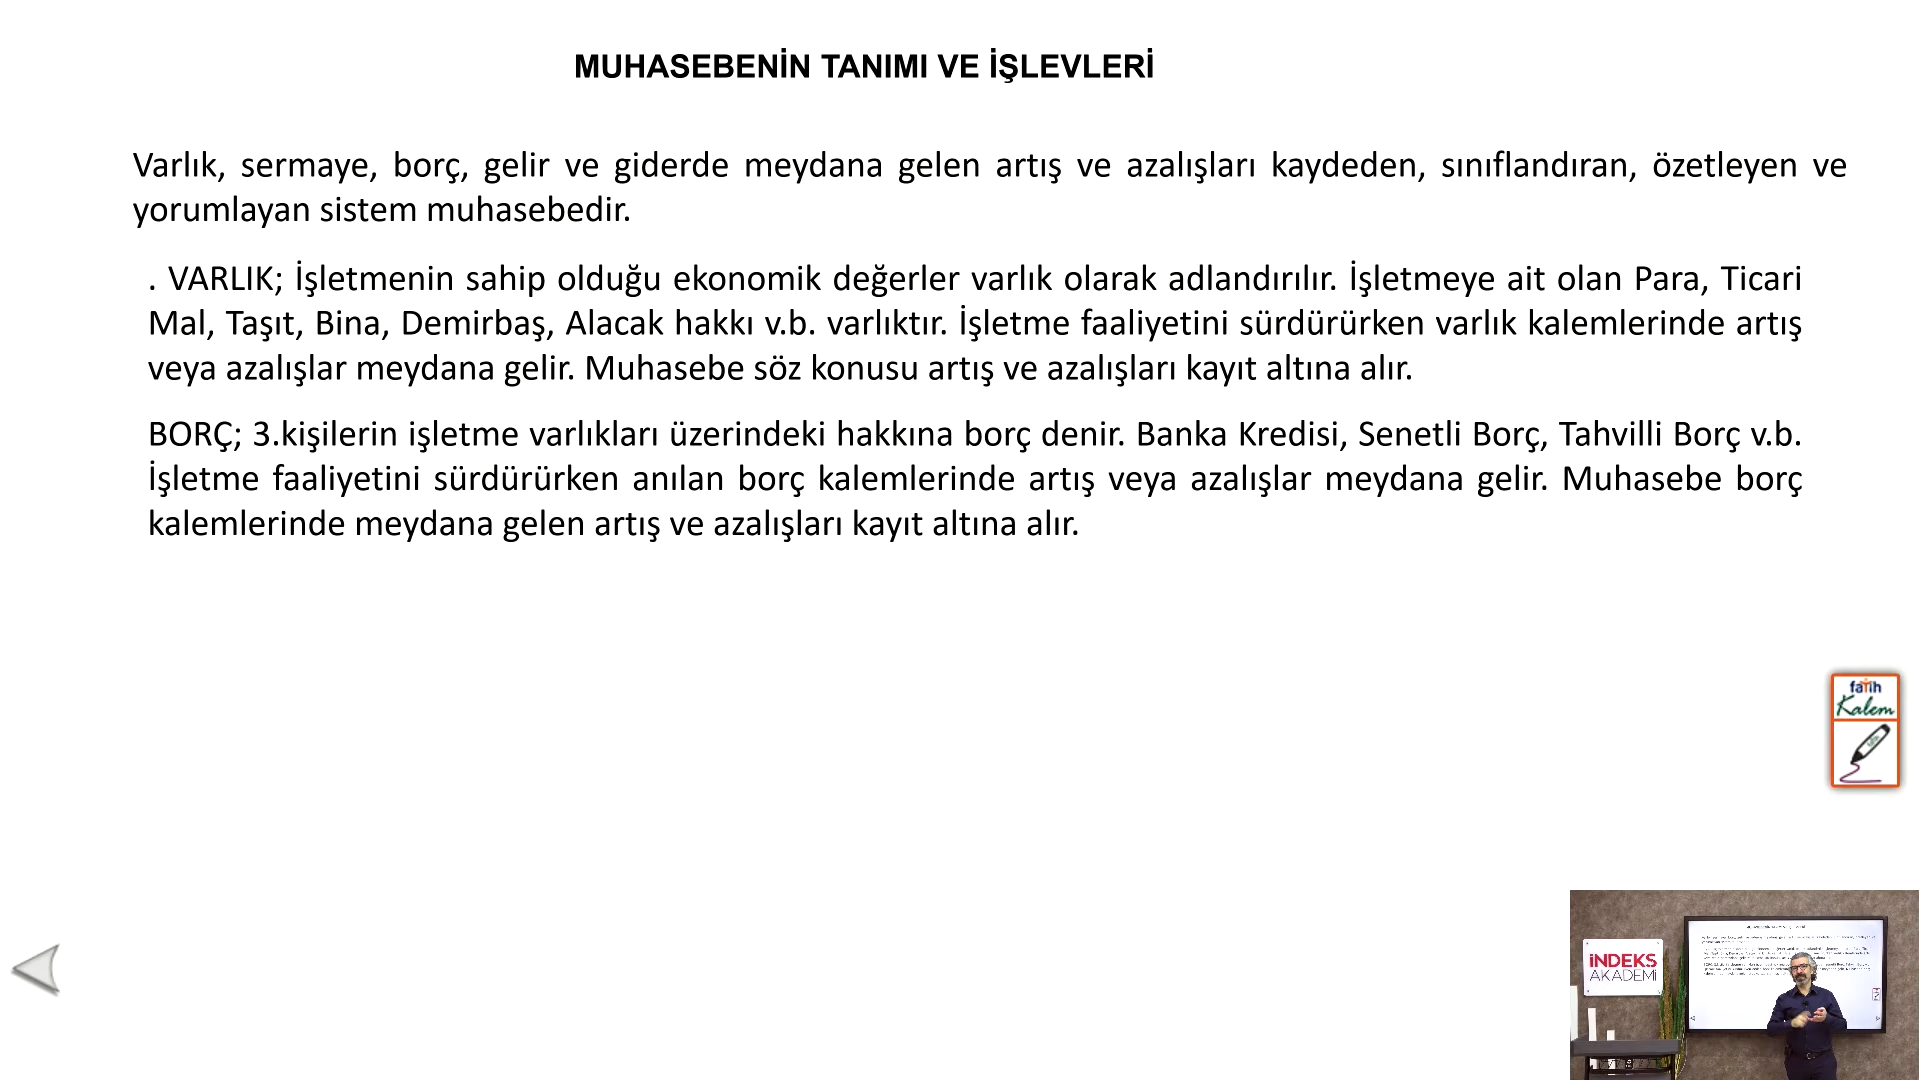 MUHASEBENİN TANIMI VE İŞLEVLERİ
Varlık, sermaye, borç, gelir ve giderde meydana gelen artış ve azalışları kaydeden, sınıflandıran, özetleyen ve
yorumlayan sistem muhasebedir.
. VARLIK; İşletmenin sahip olduğu ekonomik değerler varlık olarak adlandırılır. İşletmeye ait olan Para, Ticari
Mal, Taşıt, Bina, Demirbaş, Alacak hakkı v.b. varlıktır. İşletme faaliyetini sürdürürken varlık kalemlerinde artış
veya azalışlar meydana gelir. Muhasebe söz konusu artış ve azalışları kayıt altına alır.
BORÇ; 3.kişilerin işletme varlıkları üzerindeki hakkına borç denir. Banka Kredisi, Senetli Borç, Tahvilli Borç v.b.
İşletme faaliyetini sürdürürken anılan borç kalemlerinde artış veya azalışlar meydana gelir. Muhasebe borç
kalemlerinde meydana gelen artış ve azalışları kayıt altına alır.
fatih
Kalem
İNDEKS
AKADEMİ